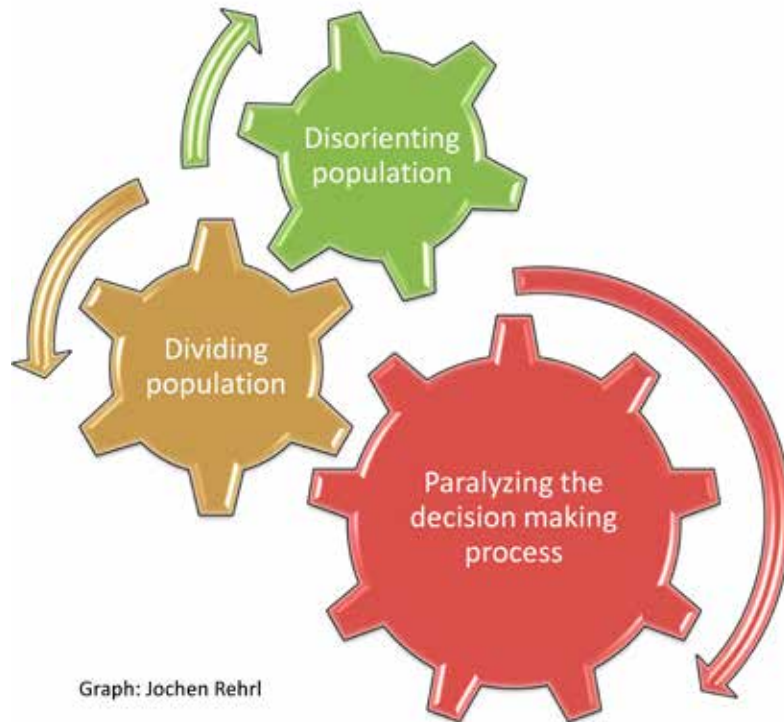 Disorienting
population
Dividing
population
Paralyzing the
decision making
process
Graph: Jochen Rehrl